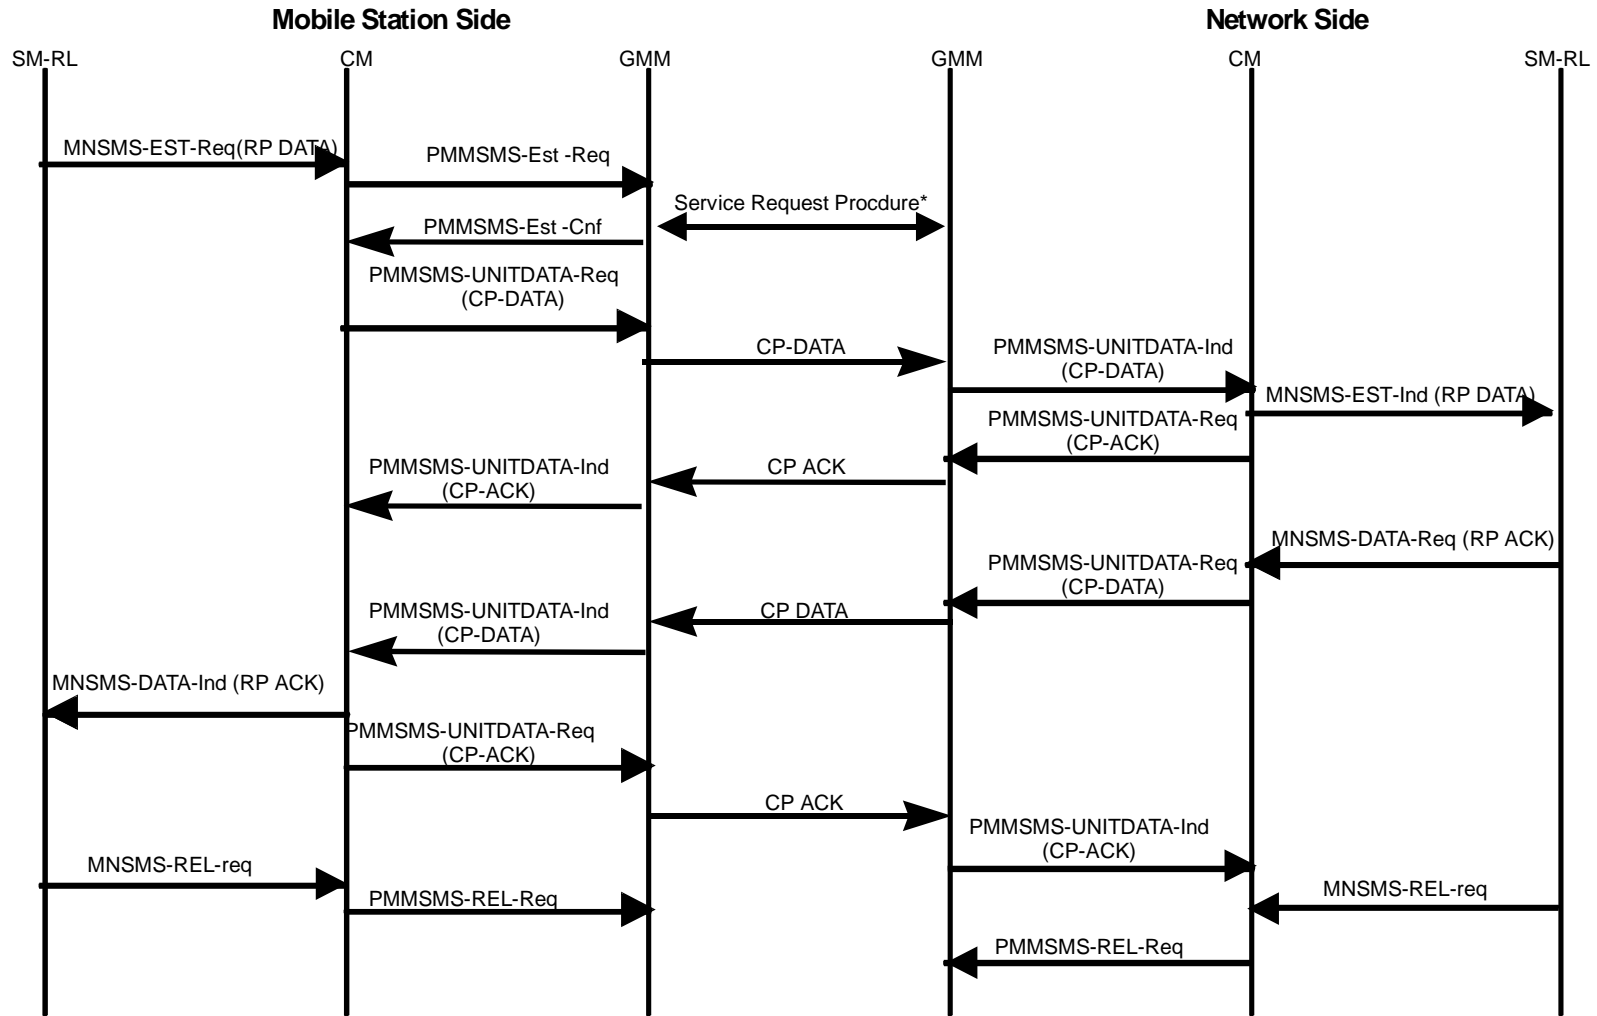 Mobile Station Side
Network Side
SM-RL
CM
GMM
GMM
CM
SM-RL
MNSMS-EST-Req(RP DATA)
PMMSMS-Est -Req
Service Request Procdure*
PMMSMS-Est -Cnf
PMMSMS-UNITDATA-Req
(CP-DATA)
CP-DATA
PMMSMS-UNITDATA-Ind
(CP-DATA)
MNSMS-EST-Ind (RP DATA)
PMMSMS-UNITDATA-Req
(CP-ACK)
CP ACK
PMMSMS-UNITDATA-Ind
(CP-ACK)
MNSMS-DATA-Req (RP ACK)
PMMSMS-UNITDATA-Req
(CP-DATA)
CP DATA
PMMSMS-UNITDATA-Ind
(CP-DATA)
MNSMS-DATA-Ind (RP ACK)
PMMSMS-UNITDATA-Req
(CP-ACK)
CP ACK
PMMSMS-UNITDATA-Ind
(CP-ACK)
MNSMS-REL-req
PMMSMS-REL-Req
MNSMS-REL-req
PMMSMS-REL-Req